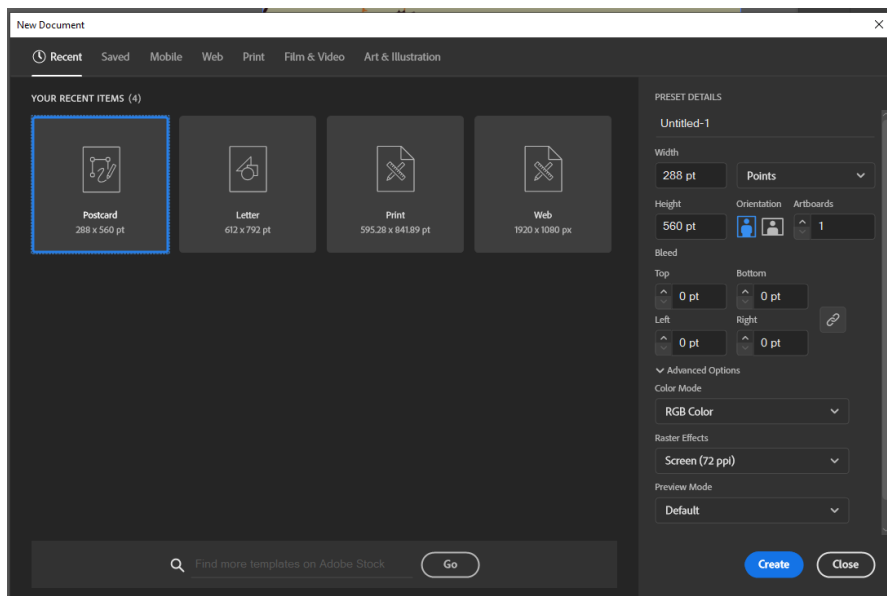 New Document
Recent Saved Mobile Web Print Film & Video Art & Illustration
YOUR RECENT ITEMS (4)
Postcard
288 x 560 pt
Letter
612 x 792 pt
Print
595.28 x 841.89 pt
Web
1920 x 1080 px
Find more templates on Adobe Stock Go
PRESET DETAILS
Untitled-1
Width
288 pt Points
Height Orientation Artboards
560 pt 1
Bleed
Top Bottom
0 pt 0 pt
Left Right
0 pt 0 pt
Advanced Options
Color Mode
RGB Color
Raster Effects
Screen (72 ppi)
Preview Mode
Default
Create Close